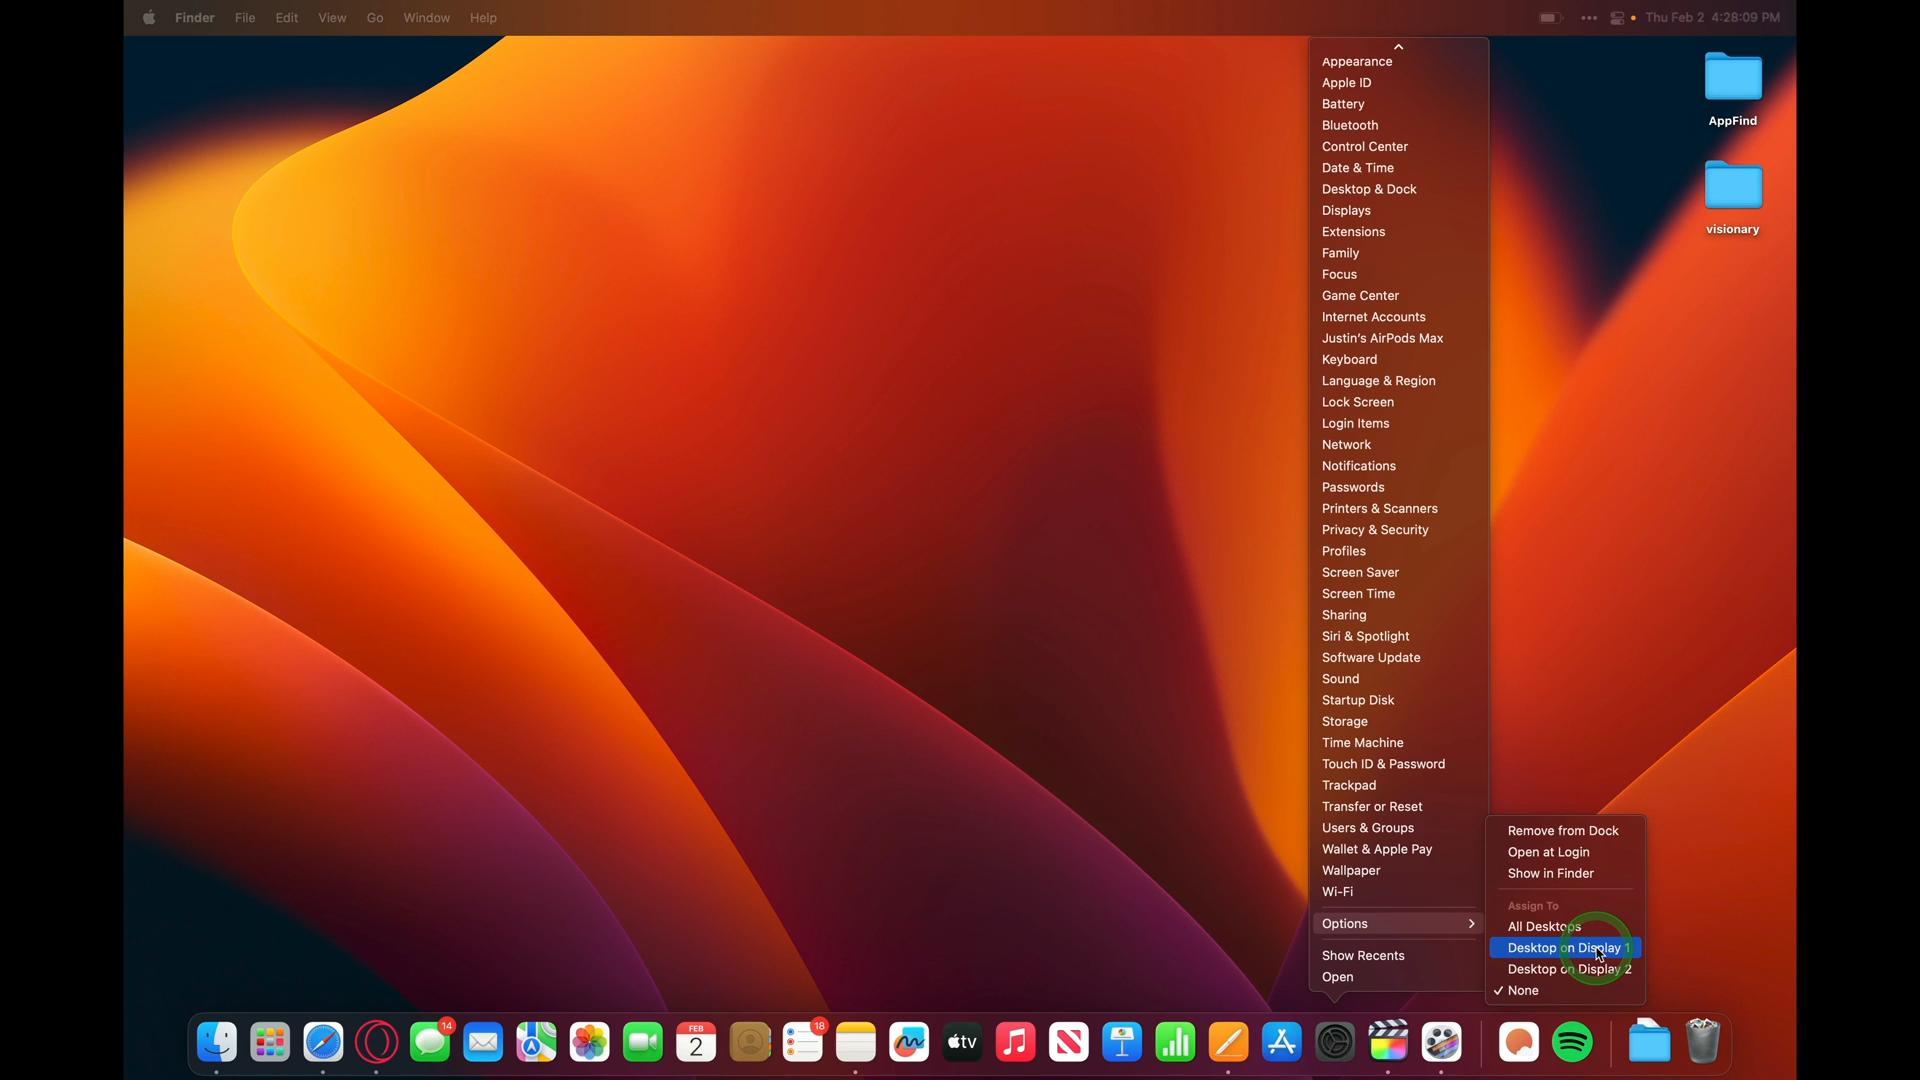 Finder File Edit View Go Window Help
Thu Feb 2 4:28:09 PM
AppFind
visionary
Appearance
Apple ID
Battery
Bluetooth
Control Center
Date & Time
Desktop & Dock
Displays
Extensions
Family
Focus
Game Center
Internet Accounts
Justin's AirPods Max
Keyboard
Language & Region
Lock Screen
Login Items
Network
Notifications
Passwords
Printers & Scanners
Privacy & Security
Profiles
Screen Saver
Screen Time
Sharing
Siri & Spotlight
Software Update
Sound
Startup Disk
Storage
Time Machine
Touch ID & Password
Trackpad
Transfer or Reset
Users & Groups
Wallet & Apple Pay
Wallpaper
Wi-Fi
Options
Show Recents
Open
Remove from Dock
Open at Login
Show in Finder
Assign To
All Desktops
Desktop on Display 1
Desktop on Display 2
None
14
FEB
2
18
tv